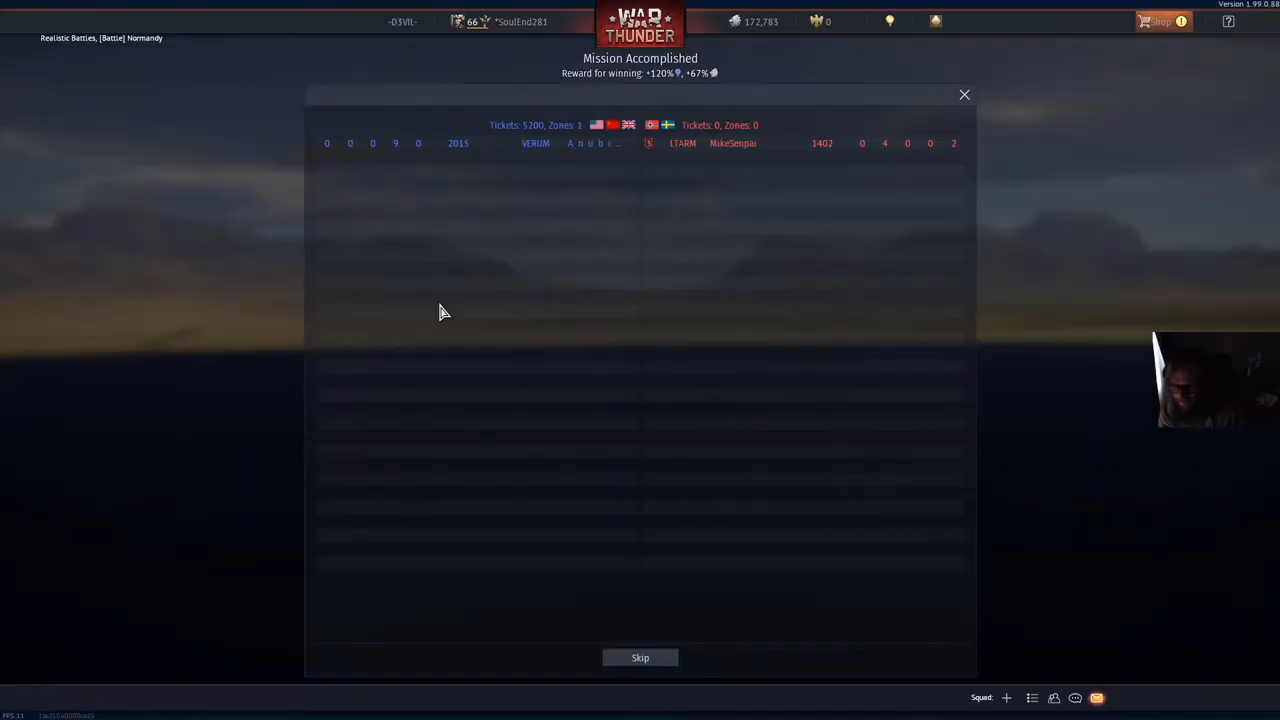 Version 1.99.0.88
-D3VIL- 66 *SoulEnd281 WAR THUNDER 172,783 0 Shop
Realistic Battles, [Battle] Normandy
Mission Accomplished
Reward for winning: +120%, +67%
Tickets: 5200, Zones: 1 Tickets: 0, Zones: 0
0 0 0 9 0 2015 VERUM A n u b i ... LTARM MikeSenpai 1402 0 4 0 0 2
Skip
Squad:
FPS:11